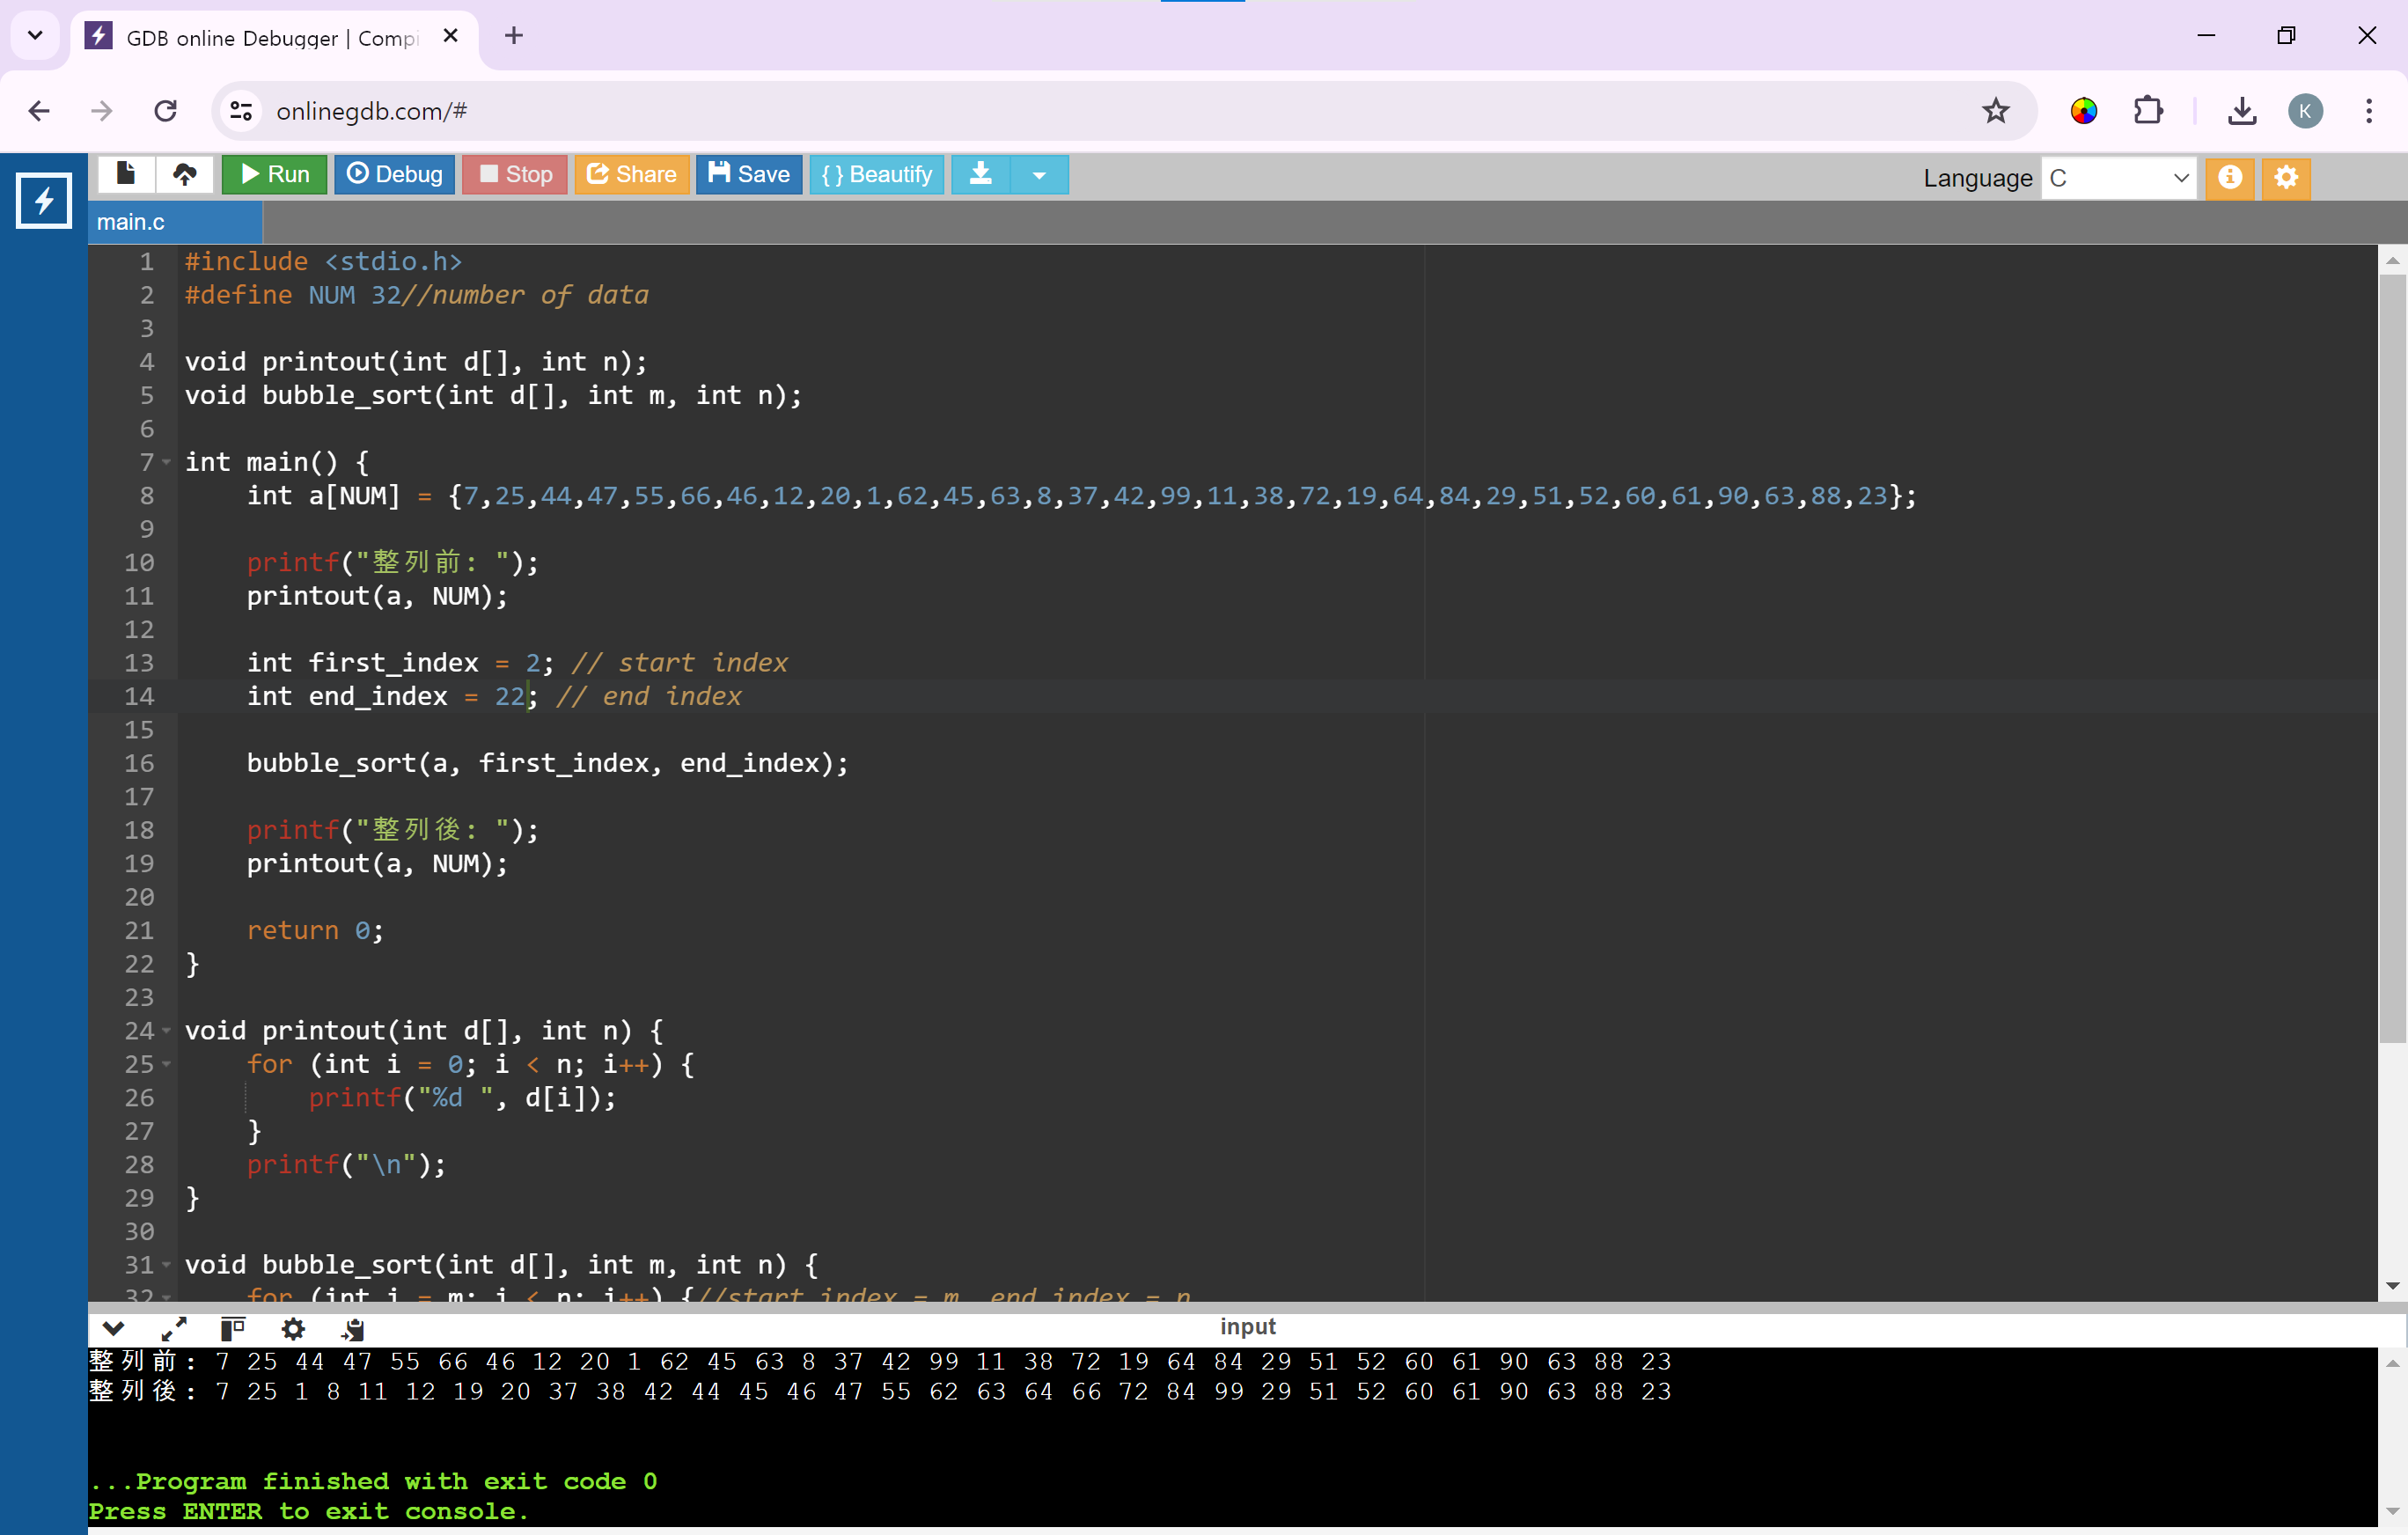 GDB online Debugger | Comp
onlinegdb.com/#
K
Run Debug Stop Share Save { } Beautify
Language C
main.c
1 #include <stdio.h>
2 #define NUM 32//number of data
3
4 void printout(int d[], int n);
5 void bubble_sort(int d[], int m, int n);
6
7 int main() {
8 int a[NUM] = {7,25,44,47,55,66,46,12,20,1,62,45,63,8,37,42,99,11,38,72,19,64,84,29,51,52,60,61,90,63,88,23};
9
10 printf("整列前: ");
11 printout(a, NUM);
12
13 int first_index = 2; // start index
14 int end_index = 22; // end index
15
16 bubble_sort(a, first_index, end_index);
17
18 printf("整列後: ");
19 printout(a, NUM);
20
21 return 0;
22 }
23
24 void printout(int d[], int n) {
25 for (int i = 0; i < n; i++) {
26 printf("%d ", d[i]);
27 }
28 printf("\n");
29 }
30
31 void bubble_sort(int d[], int m, int n) {
32 for (int i = m; i < n; i++) {//start index = m, end index = n
input
整列前: 7 25 44 47 55 66 46 12 20 1 62 45 63 8 37 42 99 11 38 72 19 64 84 29 51 52 60 61 90 63 88 23
整列後: 7 25 1 8 11 12 19 20 37 38 42 44 45 46 47 55 62 63 64 66 72 84 99 29 51 52 60 61 90 63 88 23
...Program finished with exit code 0
Press ENTER to exit console.